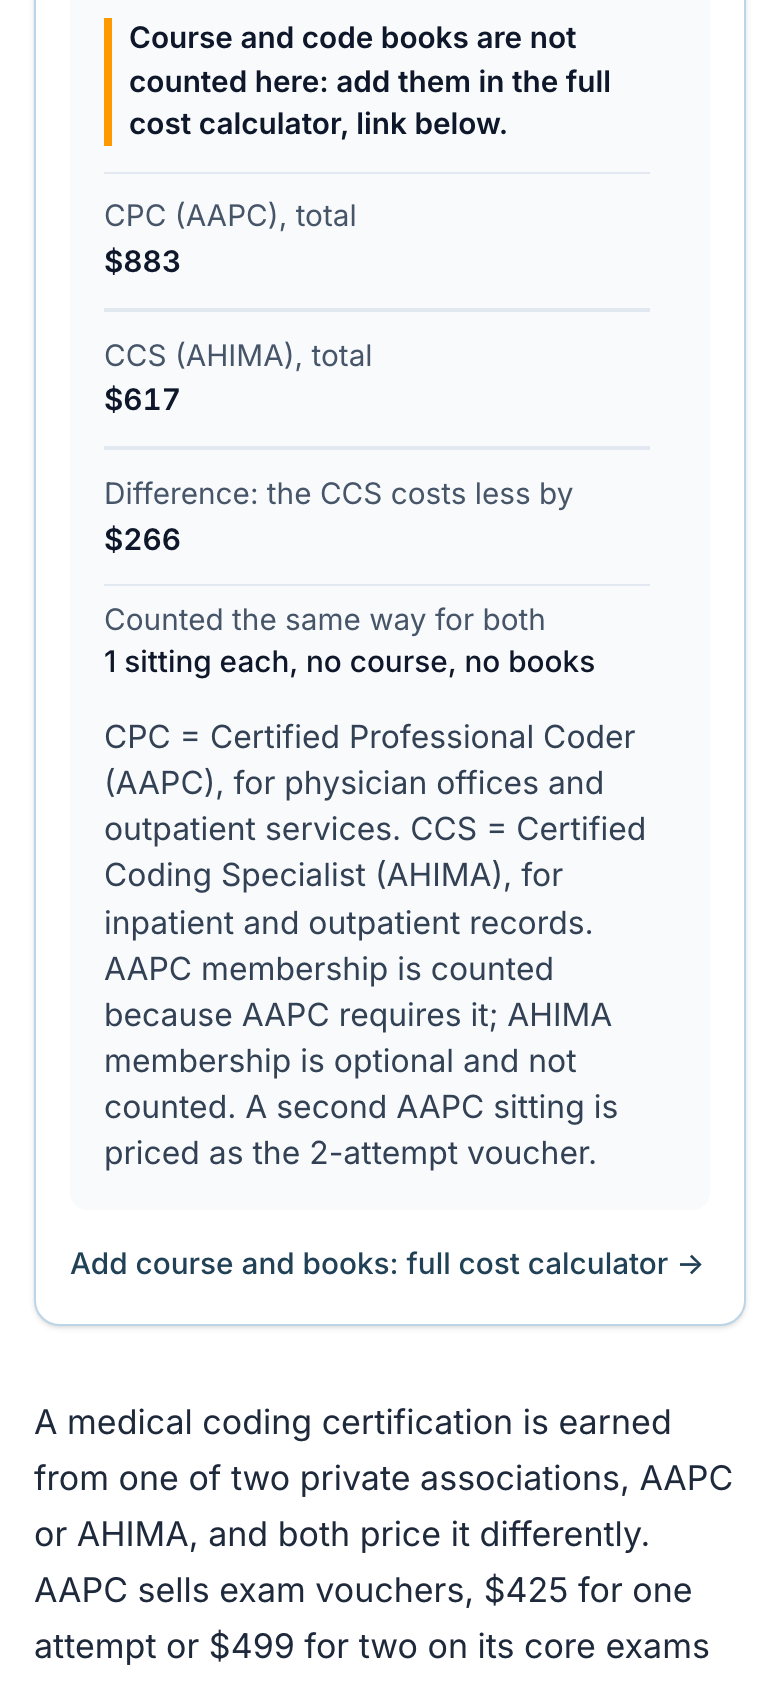 Course and code books are not
counted here: add them in the full
cost calculator, link below.
CPC (AAPC), total
$883
CCS (AHIMA), total
$617
Difference: the CCS costs less by
$266
Counted the same way for both
1 sitting each, no course, no books
CPC = Certified Professional Coder
(AAPC), for physician offices and
outpatient services. CCS = Certified
Coding Specialist (AHIMA), for
inpatient and outpatient records.
AAPC membership is counted
because AAPC requires it; AHIMA
membership is optional and not
counted. A second AAPC sitting is
priced as the 2-attempt voucher.
Add course and books: full cost calculator →
A medical coding certification is earned
from one of two private associations, AAPC
or AHIMA, and both price it differently.
AAPC sells exam vouchers, $425 for one
attempt or $499 for two on its core exams